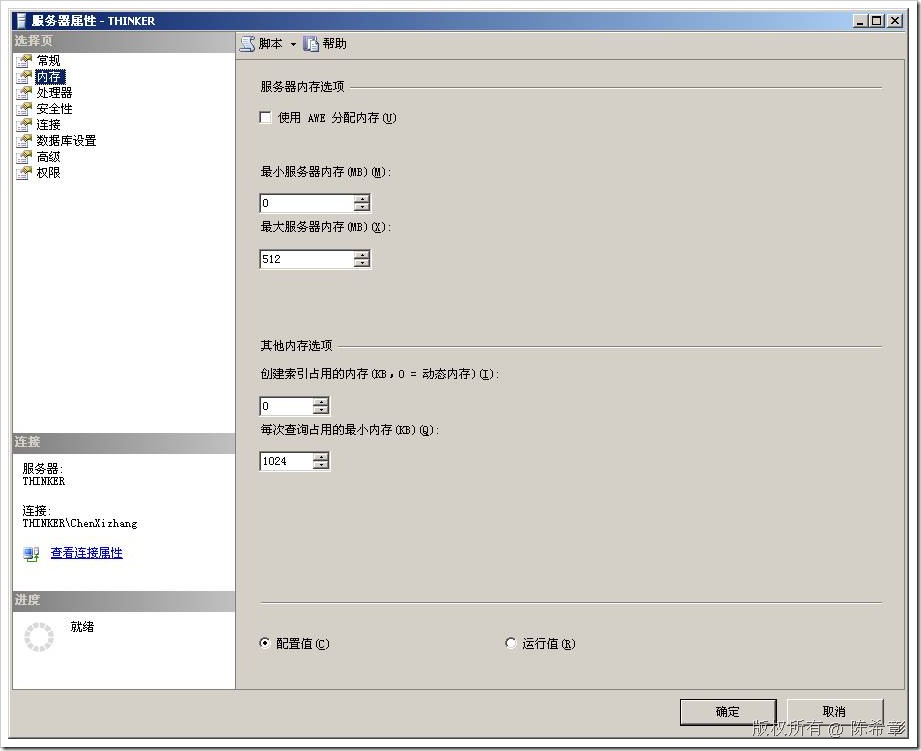 服务器属性 - THINKER
选择页
常规
内存
处理器
安全性
连接
数据库设置
高级
权限
脚本 帮助
服务器内存选项
使用 AWE 分配内存(U)
最小服务器内存(MB)(M):
0
最大服务器内存(MB)(X):
512
其他内存选项
创建索引占用的内存(KB，0 = 动态内存)(I):
0
每次查询占用的最小内存(KB)(Q):
1024
连接
服务器:
THINKER
连接:
THINKER\ChenXizhang
查看连接属性
进度
就绪
配置值(C) 运行值(R)
确定 取消
版权所有 @ 陈希章